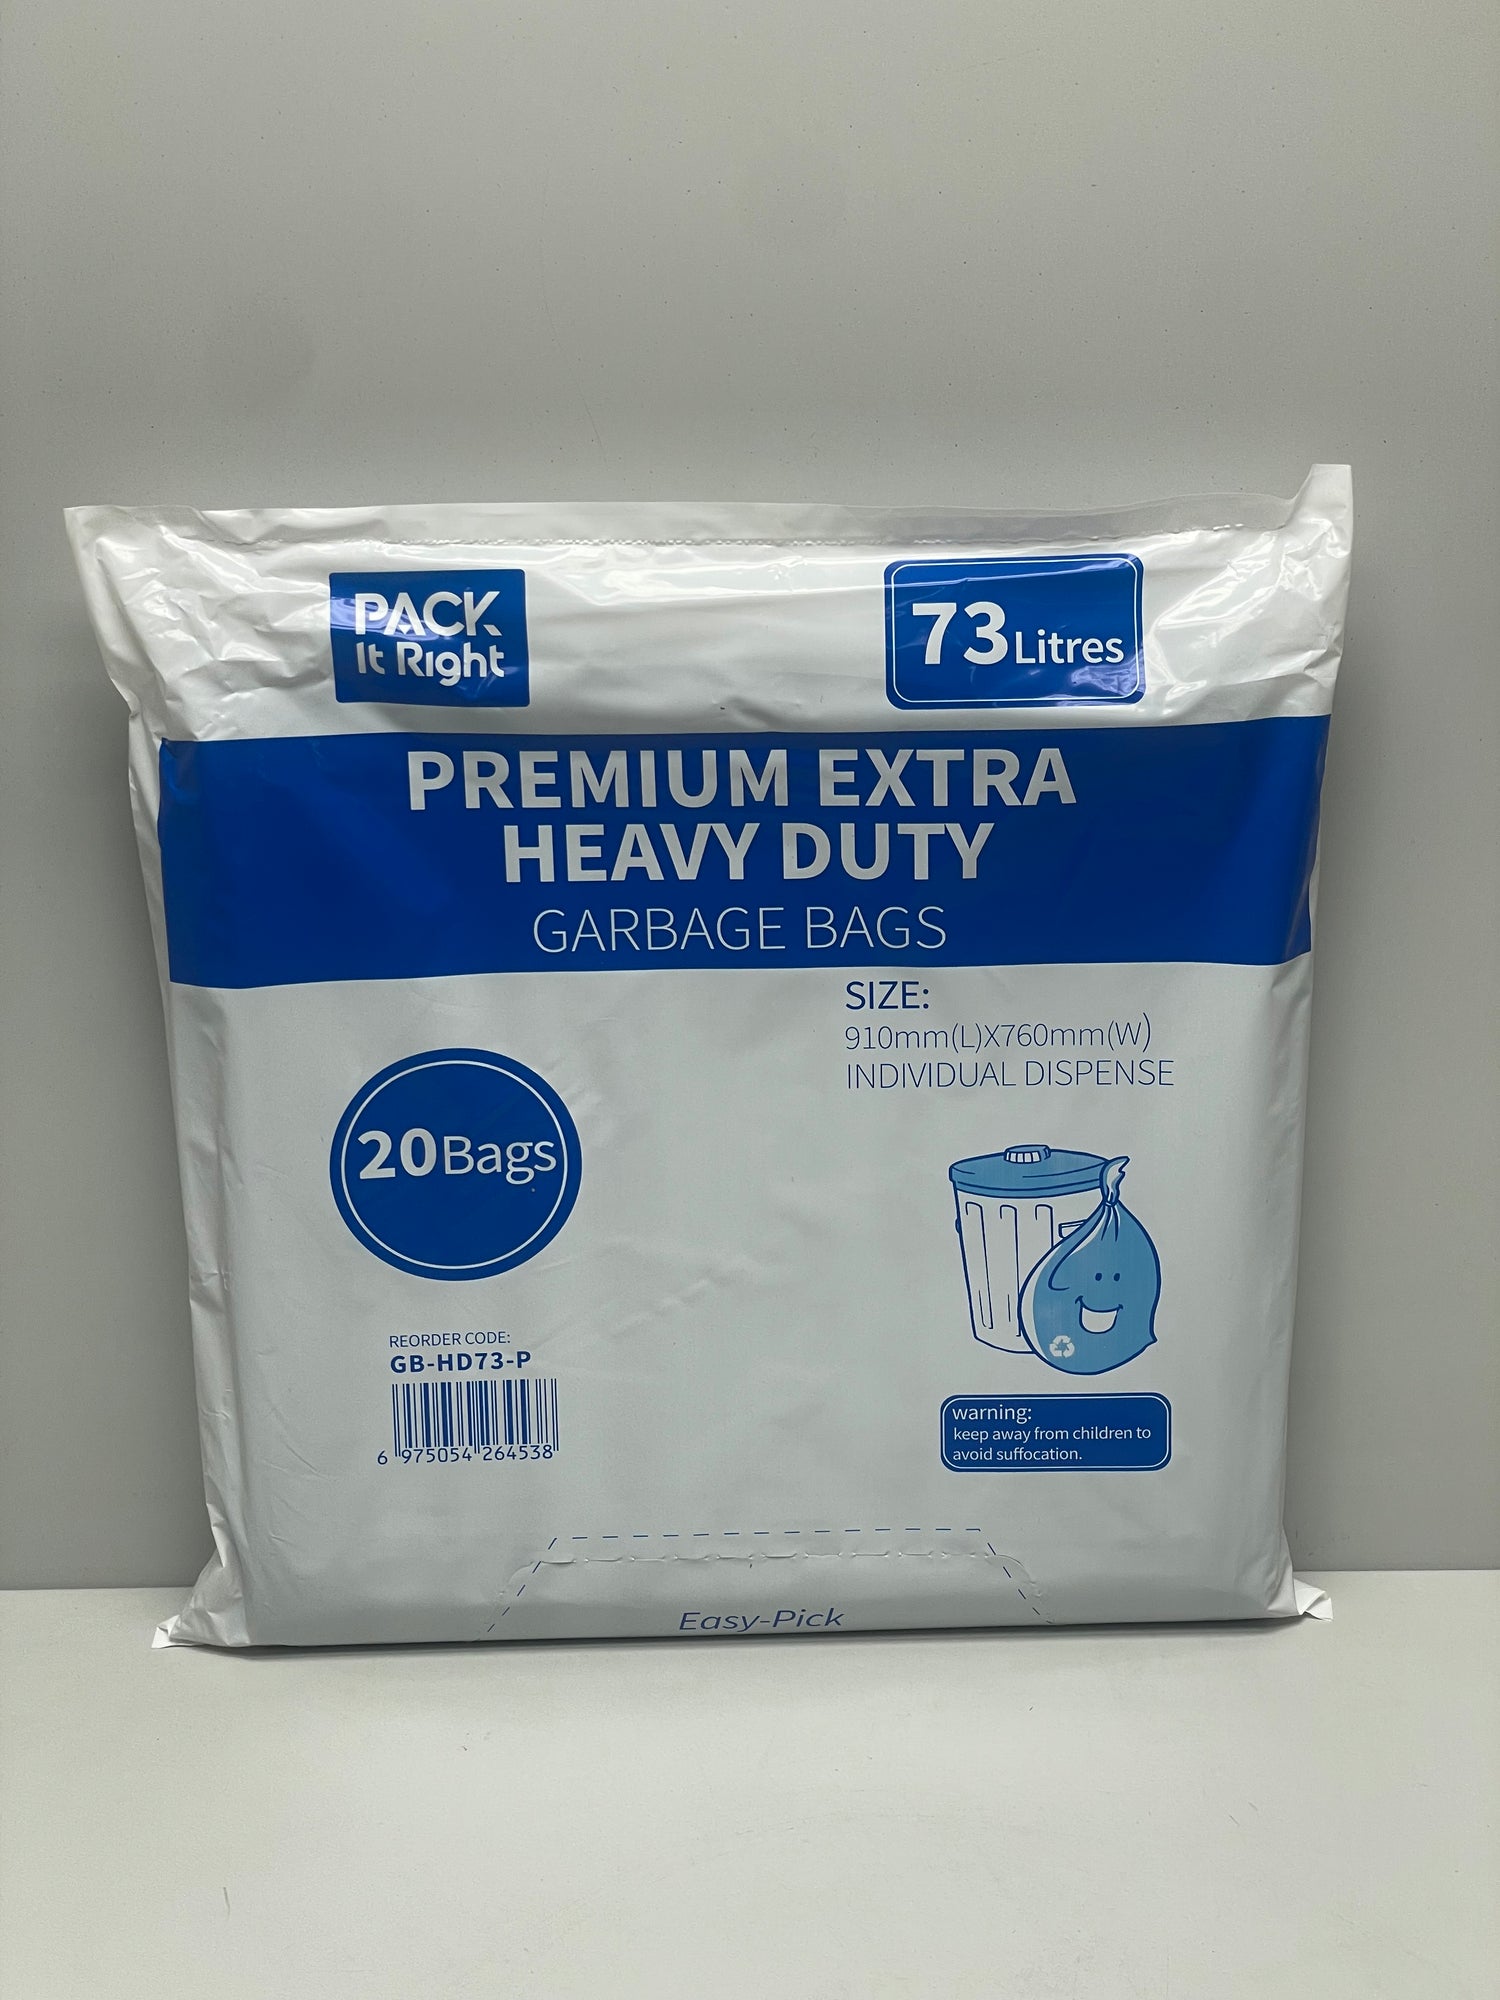 PACK
It Right
73 Litres
PREMIUM EXTRA
HEAVY DUTY
GARBAGE BAGS
SIZE:
910mm(L)X760mm(W)
INDIVIDUAL DISPENSE
20Bags
REORDER CODE:
GB-HD73-P
6 975054 264538
warning:
keep away from children to
avoid suffocation.
Easy-Pick